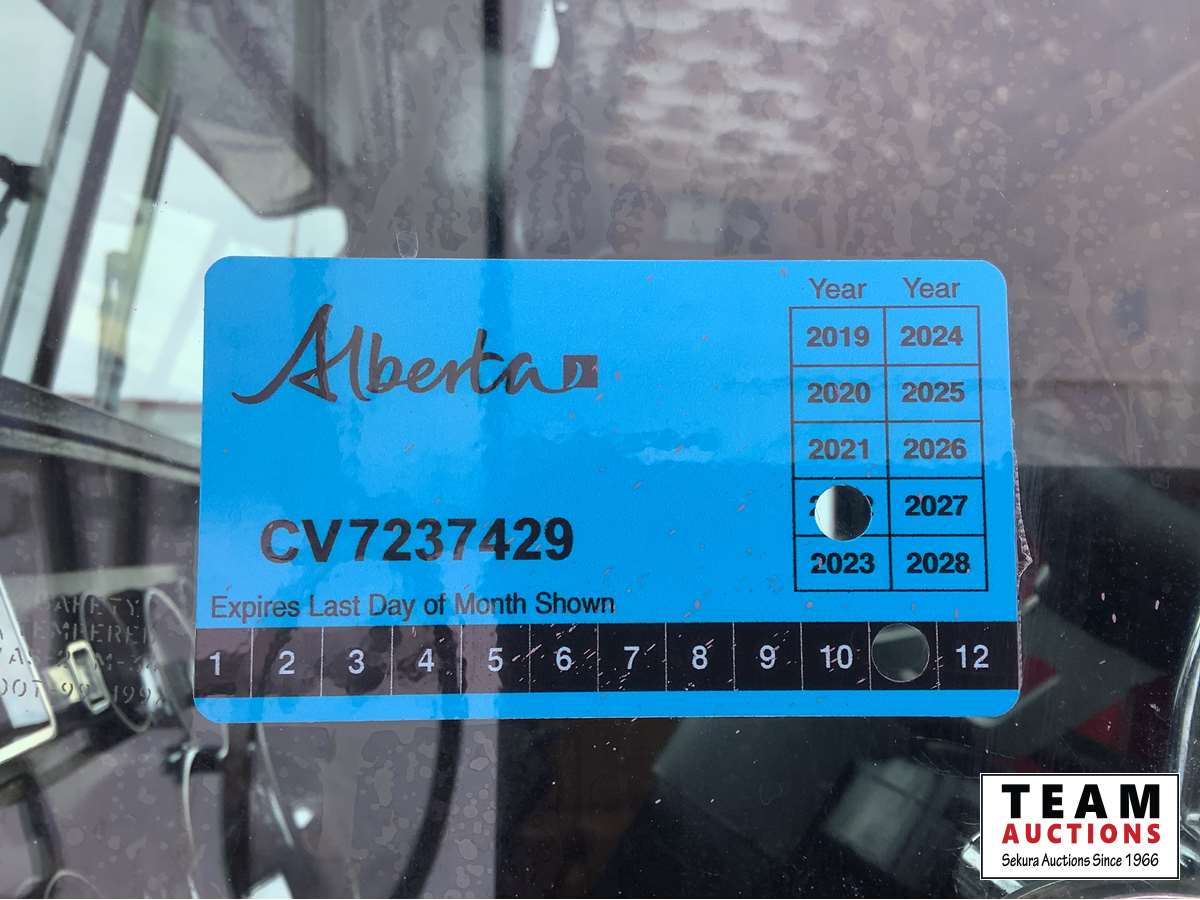 Alberta
Year Year
2019 2024
2020 2025
2021 2026
2027
2023 2028
CV7237429
Expires Last Day of Month Shown
1 2 3 4 5 6 7 8 9 10 12
TEAM
AUCTIONS
Sekura Auctions Since 1966